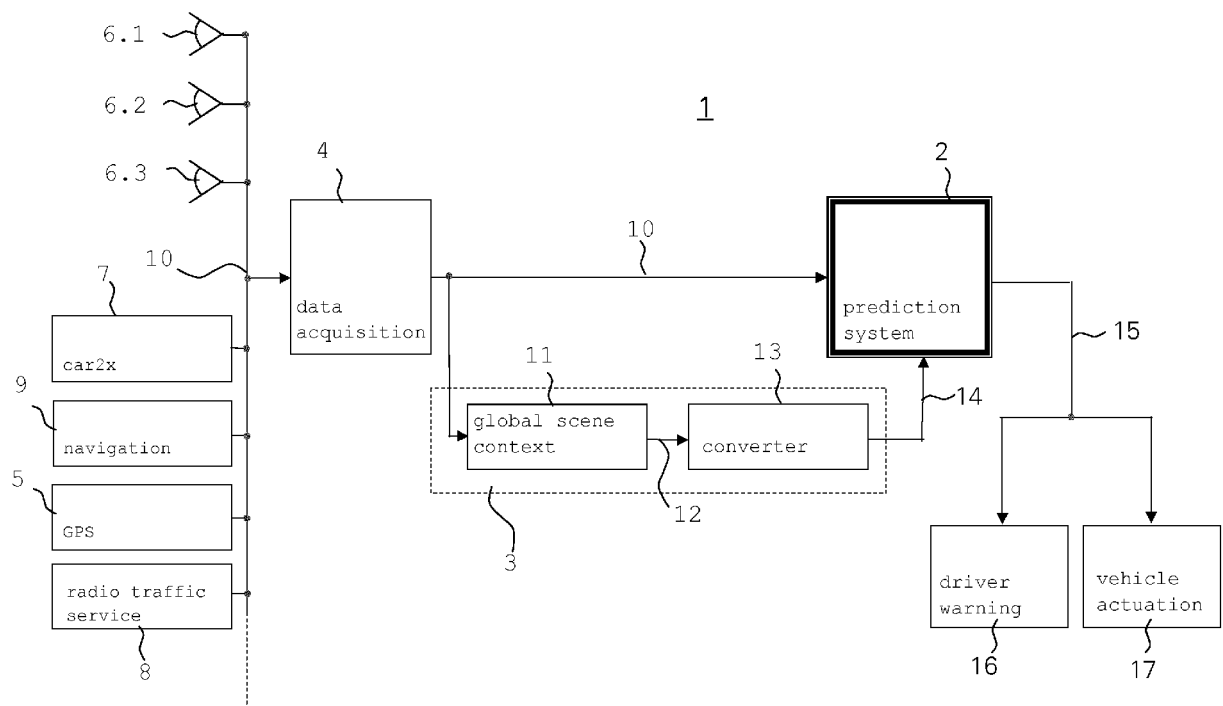 6.1
6.2
6.3
1
4
2
10
10
7
data
acquisition
prediction
system
car2x
15
11
13
9
global scene
context
converter
14
navigation
12
5
3
GPS
radio traffic
service
8
driver
warning
vehicle
actuation
16
17